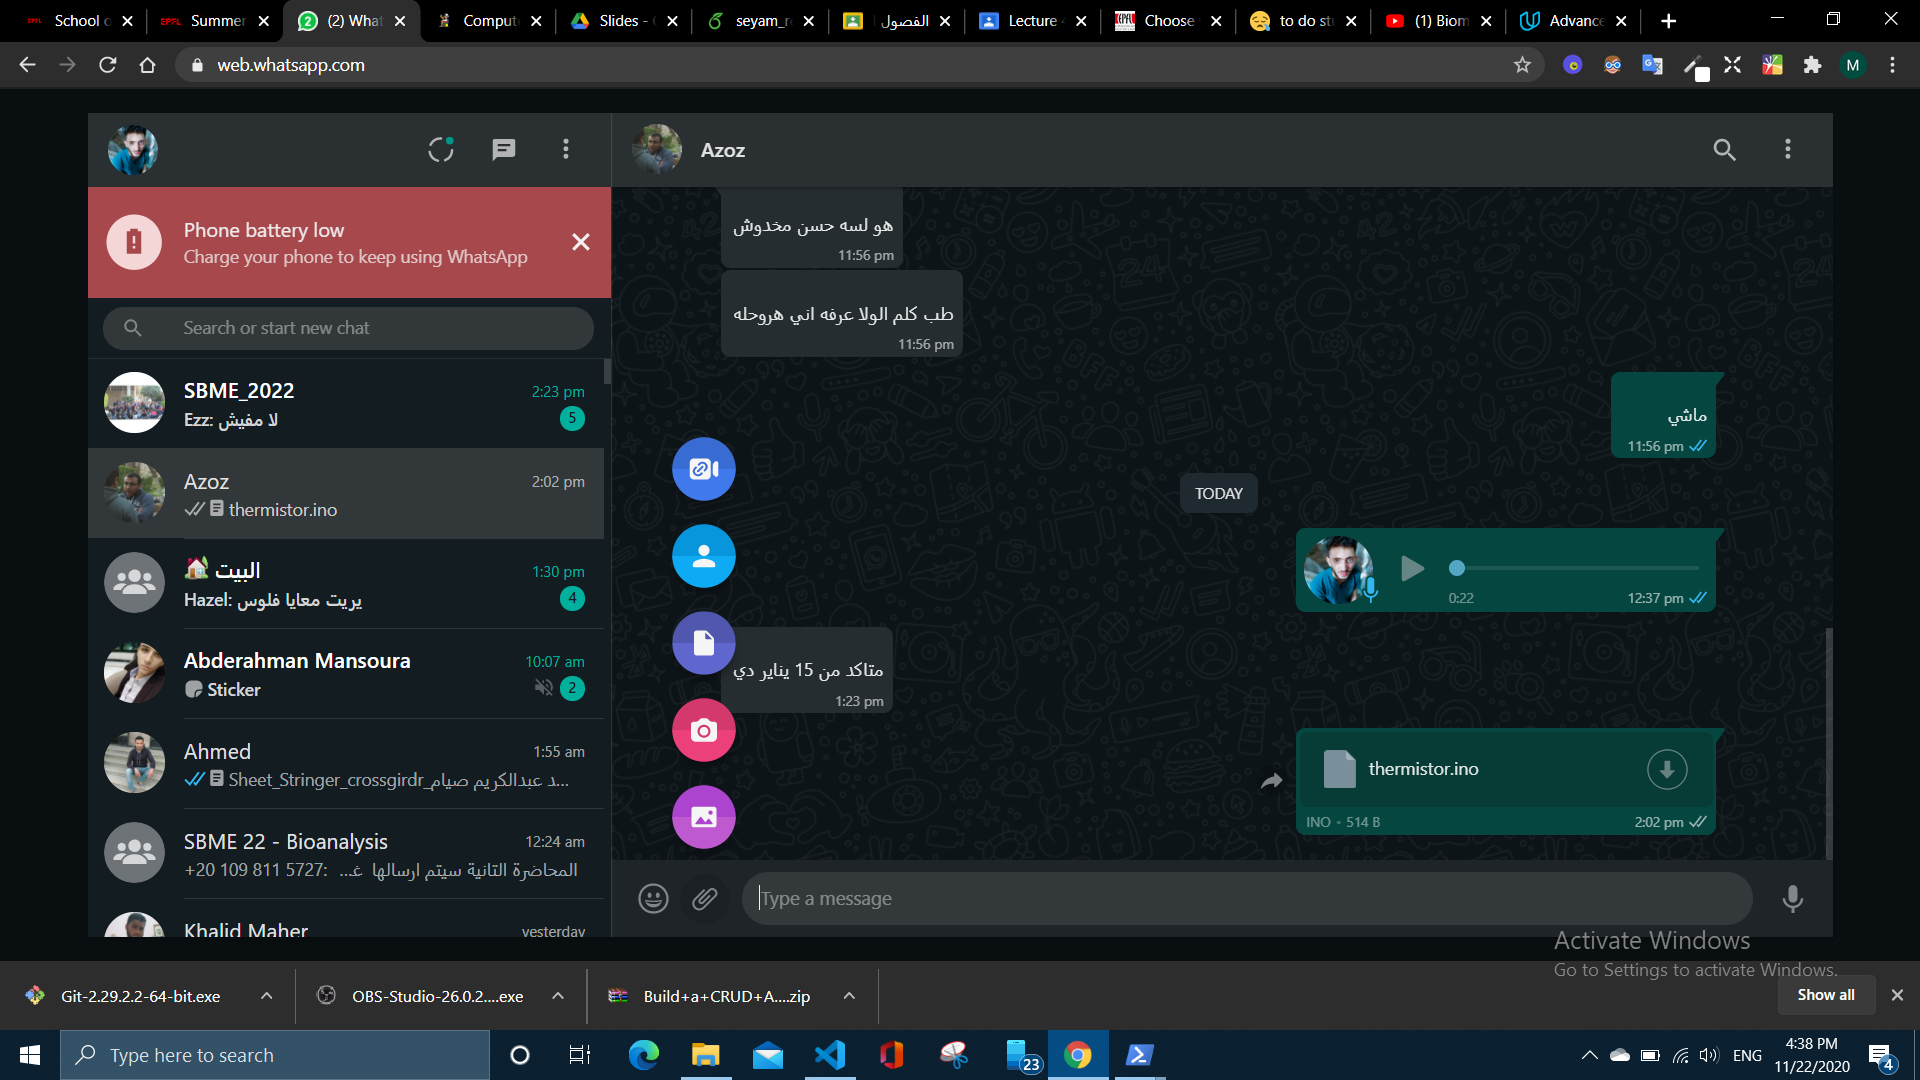 School o
Summer
(2) What
Compute
Slides -
seyam_r
الفصول
Lecture
Choose
to do stu
(1) Biom
Advance
web.whatsapp.com
M
Azoz
Phone battery low
Charge your phone to keep using WhatsApp
Search or start new chat
SBME_2022
2:23 pm
Ezz: لا مفيش
5
Azoz
2:02 pm
thermistor.ino
البيت
1:30 pm
Hazel: يريت معايا فلوس
4
Abderahman Mansoura
10:07 am
Sticker
2
Ahmed
1:55 am
Sheet_Stringer_crossgirdr_د عبدالكريم صيام...
SBME 22 - Bioanalysis
12:24 am
+20 109 811 5727: المحاضرة التانية سيتم ارسالها غ...
Khalid Maher
yesterday
هو لسه حسن مخدوش
11:56 pm
طب كلم الولا عرفه اني هروحله
11:56 pm
ماشي
11:56 pm
TODAY
0:22
12:37 pm
متاكد من 15 يناير دي
1:23 pm
thermistor.ino
INO • 514 B
2:02 pm
Type a message
Activate Windows
Go to Settings to activate Windows.
Git-2.29.2.2-64-bit.exe
OBS-Studio-26.0.2....exe
Build+a+CRUD+A....zip
Show all
Type here to search
23
ENG
4:38 PM
11/22/2020
4